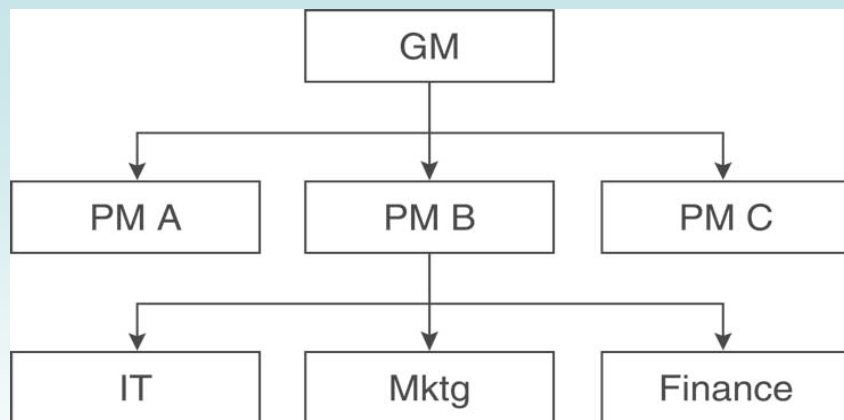 GM
PM A
PM B
PM C
IT
Mktg
Finance